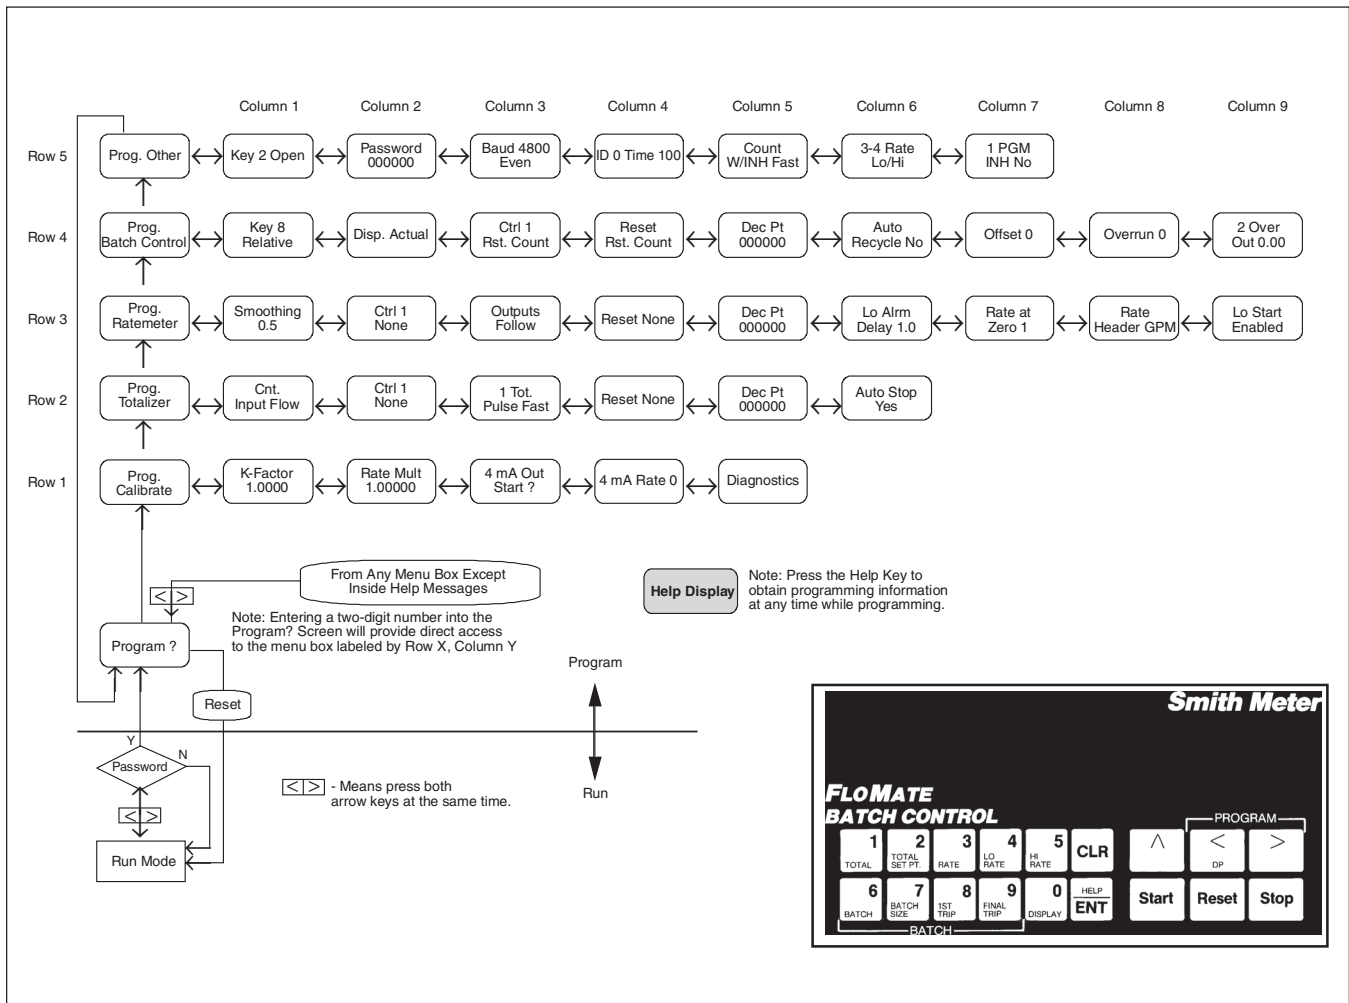 Column 1
Column 2
Column 3
Column 4
Column 5
Column 6
Column 7
Column 8
Column 9
Row 5
Prog. Other
Key 2 Open
Password
000000
Baud 4800
Even
ID 0 Time 100
Count
W/INH Fast
3-4 Rate
Lo/Hi
1 PGM
INH No
Row 4
Prog.
Batch Control
Key 8
Relative
Disp. Actual
Ctrl 1
Rst. Count
Reset
Rst. Count
Dec Pt
000000
Auto
Recycle No
Offset 0
Overrun 0
2 Over
Out 0.00
Row 3
Prog.
Ratemeter
Smoothing
0.5
Ctrl 1
None
Outputs
Follow
Reset None
Dec Pt
000000
Lo Alrm
Delay 1.0
Rate at
Zero 1
Rate
Header GPM
Lo Start
Enabled
Row 2
Prog.
Totalizer
Cnt.
Input Flow
Ctrl 1
None
1 Tot.
Pulse Fast
Reset None
Dec Pt
000000
Auto Stop
Yes
Row 1
Prog.
Calibrate
K-Factor
1.0000
Rate Mult
1.00000
4 mA Out
Start ?
4 mA Rate 0
Diagnostics
From Any Menu Box Except
Inside Help Messages
< >
Note: Entering a two-digit number into the
Program? Screen will provide direct access
to the menu box labeled by Row X, Column Y
Help Display
Note: Press the Help Key to
obtain programming information
at any time while programming.
Program ?
Reset
Program
Run
Y
N
Password
< >
Run Mode
< > - Means press both
arrow keys at the same time.
Smith Meter
FLOMATE
BATCH CONTROL
PROGRAM
1
TOTAL
2
TOTAL
SET PT.
3
RATE
4
LO
RATE
5
HI
RATE
CLR
^
<
DP
>
6
BATCH
7
BATCH
SIZE
8
1ST
TRIP
9
FINAL
TRIP
0
DISPLAY
HELP
ENT
Start
Reset
Stop
BATCH